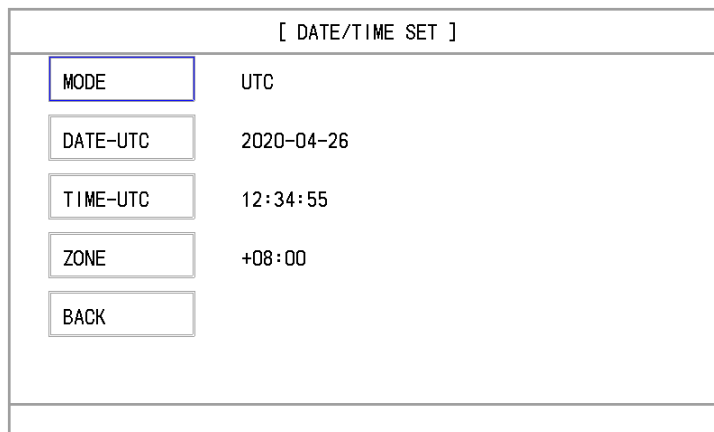 [ DATE/TIME SET ]
MODE UTC
DATE-UTC 2020-04-26
TIME-UTC 12:34:55
ZONE +08:00
BACK